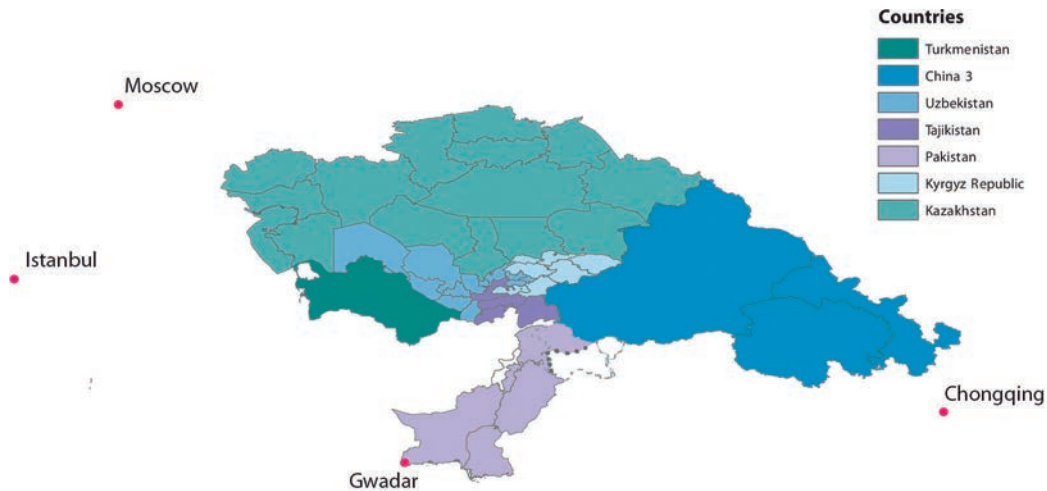 Countries
Turkmenistan
China 3
Uzbekistan
Tajikistan
Pakistan
Kyrgyz Republic
Kazakhstan
Moscow
Istanbul
Chongqing
Gwadar